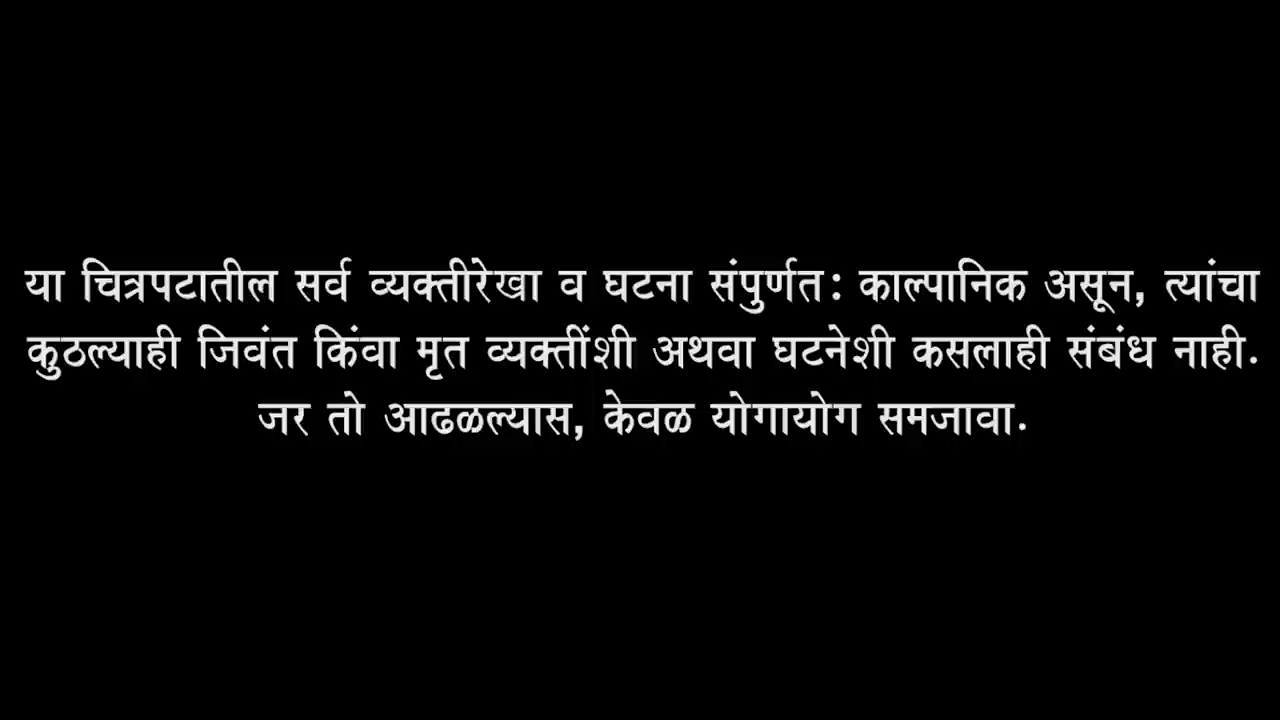 या चित्रपटातील सर्व व्यक्तीरेखा व घटना संपुर्णत: काल्पानिक असून, त्यांचा
कुठल्याही जिवंत किंवा मृत व्यक्तींशी अथवा घटनेशी कसलाही संबंध नाही.
जर तो आढळल्यास, केवळ योगायोग समजावा.